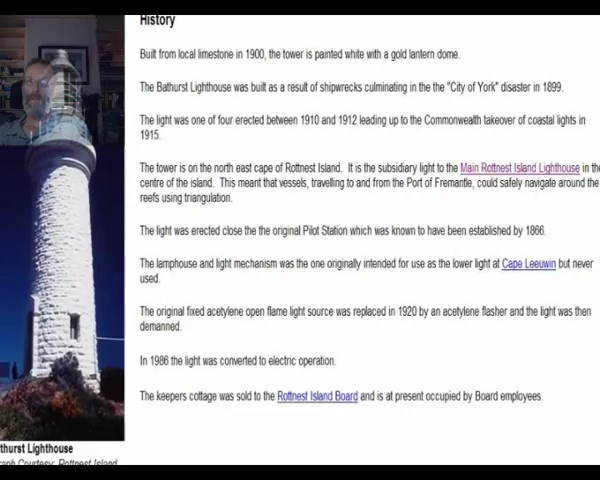 History
Built from local limestone in 1900, the tower is painted white with a gold lantern dome.
The Bathurst Lighthouse was built as a result of shipwrecks culminating in the the "City of York" disaster in 1899.
The light was one of four erected between 1910 and 1912 leading up to the Commonwealth takeover of coastal lights in
1915.
The tower is on the north east cape of Rottnest Island. It is the subsidiary light to the Main Rottnest Island Lighthouse in the
centre of the island. This meant that vessels, travelling to and from the Port of Fremantle, could safely navigate around the
reefs using triangulation.
The light was erected close the the original Pilot Station which was known to have been established by 1866.
The lamphouse and light mechanism was the one originally intended for use as the lower light at Cape Leeuwin but never
used.
The original fixed acetylene open flame light source was replaced in 1920 by an acetylene flasher and the light was then
demanned.
In 1986 the light was converted to electric operation.
The keepers cottage was sold to the Rottnest Island Board and is at present occupied by Board employees.
thurst Lighthouse
raph Courtesy: Rottnest Island